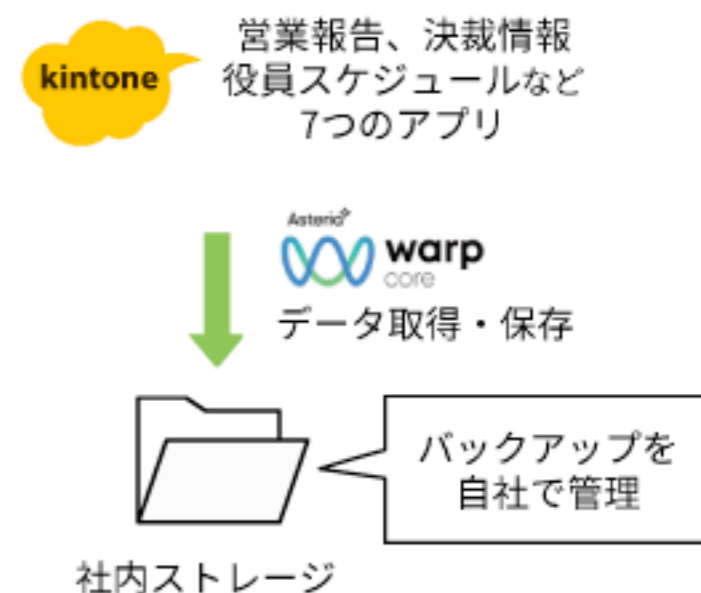 kintone
営業報告、決裁情報
役員スケジュールなど
7つのアプリ
Asteria
warp
core
データ取得・保存
バックアップを
自社で管理
社内ストレージ